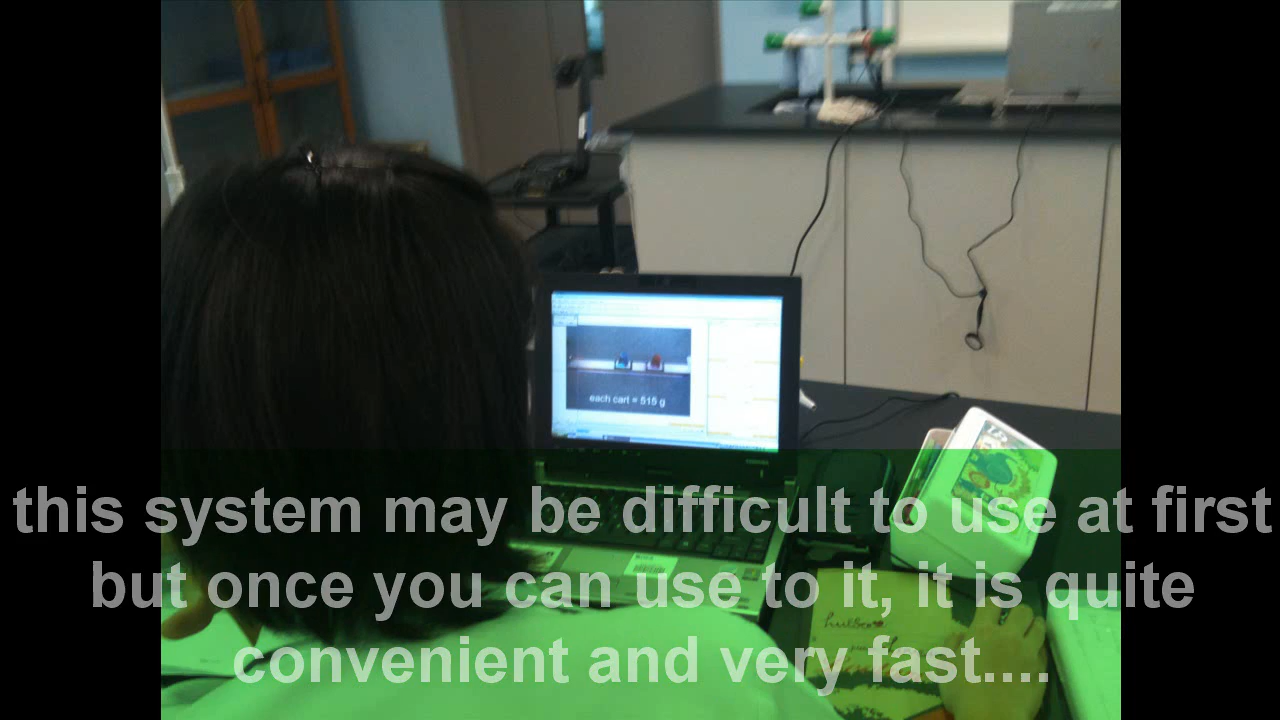 each cart = 515 g
this system may be difficult to use at first
but once you can use to it, it is quite
convenient and very fast....